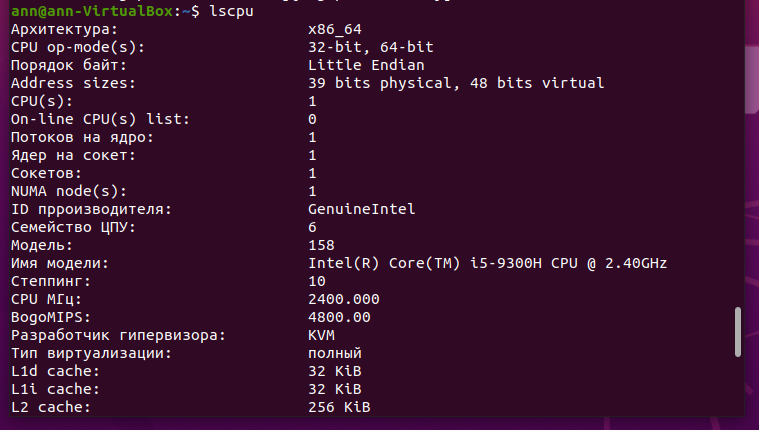 ann@ann-VirtualBox:~$ lscpu
Архитектура: x86_64
CPU op-mode(s): 32-bit, 64-bit
Порядок байт: Little Endian
Address sizes: 39 bits physical, 48 bits virtual
CPU(s): 1
On-line CPU(s) list: 0
Потоков на ядро: 1
Ядер на сокет: 1
Сокетов: 1
NUMA node(s): 1
ID прроизводителя: GenuineIntel
Семейство ЦПУ: 6
Модель: 158
Имя модели: Intel(R) Core(TM) i5-9300H CPU @ 2.40GHz
Степпинг: 10
CPU МГц: 2400.000
BogoMIPS: 4800.00
Разработчик гипервизора: KVM
Тип виртуализации: полный
L1d cache: 32 KiB
L1i cache: 32 KiB
L2 cache: 256 KiB